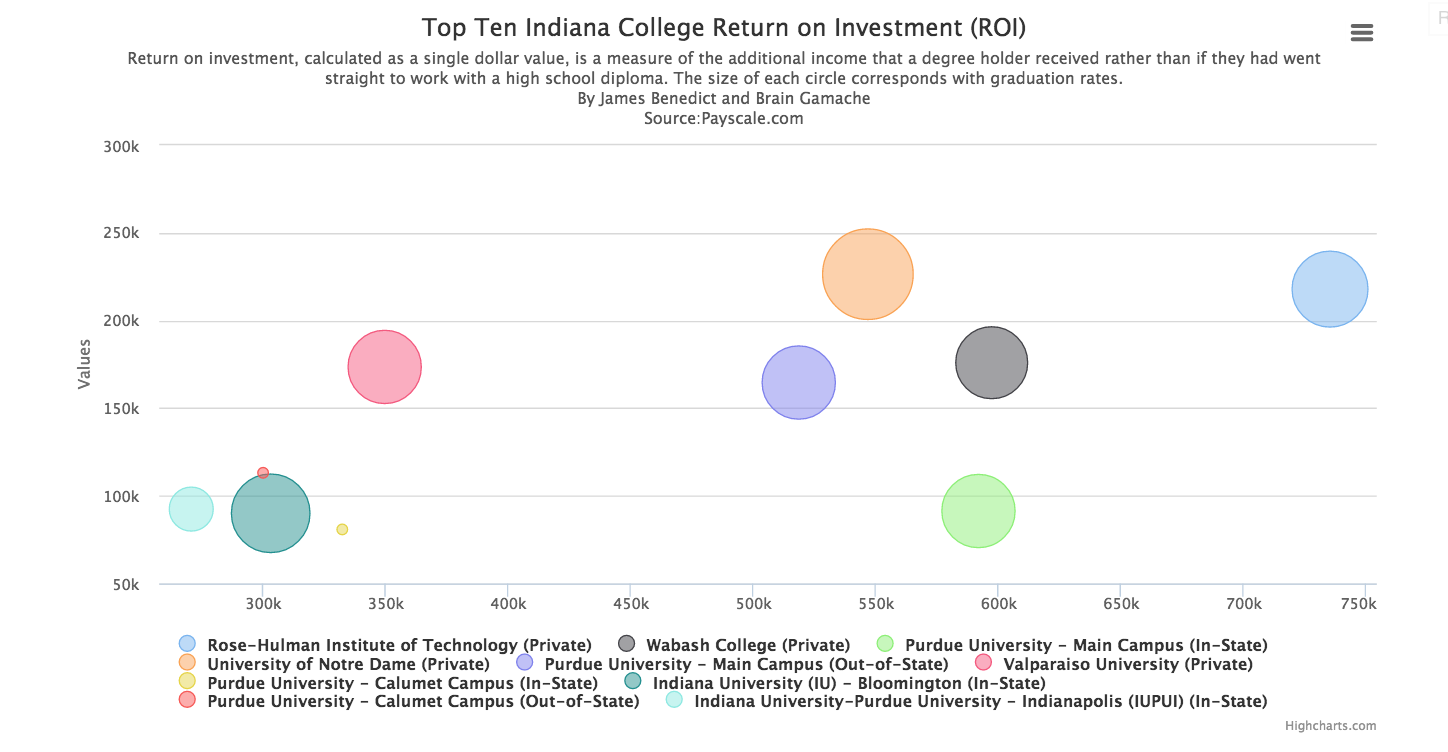 Top Ten Indiana College Return on Investment (ROI)
Return on investment, calculated as a single dollar value, is a measure of the additional income that a degree holder received rather than if they had went
straight to work with a high school diploma. The size of each circle corresponds with graduation rates.
By James Benedict and Brain Gamache
Source:Payscale.com
300k
250k
200k
150k
100k
50k
Values
300k 350k 400k 450k 500k 550k 600k 650k 700k 750k
Rose-Hulman Institute of Technology (Private) Wabash College (Private) Purdue University - Main Campus (In-State)
University of Notre Dame (Private) Purdue University - Main Campus (Out-of-State) Valparaiso University (Private)
Purdue University - Calumet Campus (In-State) Indiana University (IU) - Bloomington (In-State)
Purdue University - Calumet Campus (Out-of-State) Indiana University-Purdue University - Indianapolis (IUPUI) (In-State)
Highcharts.com